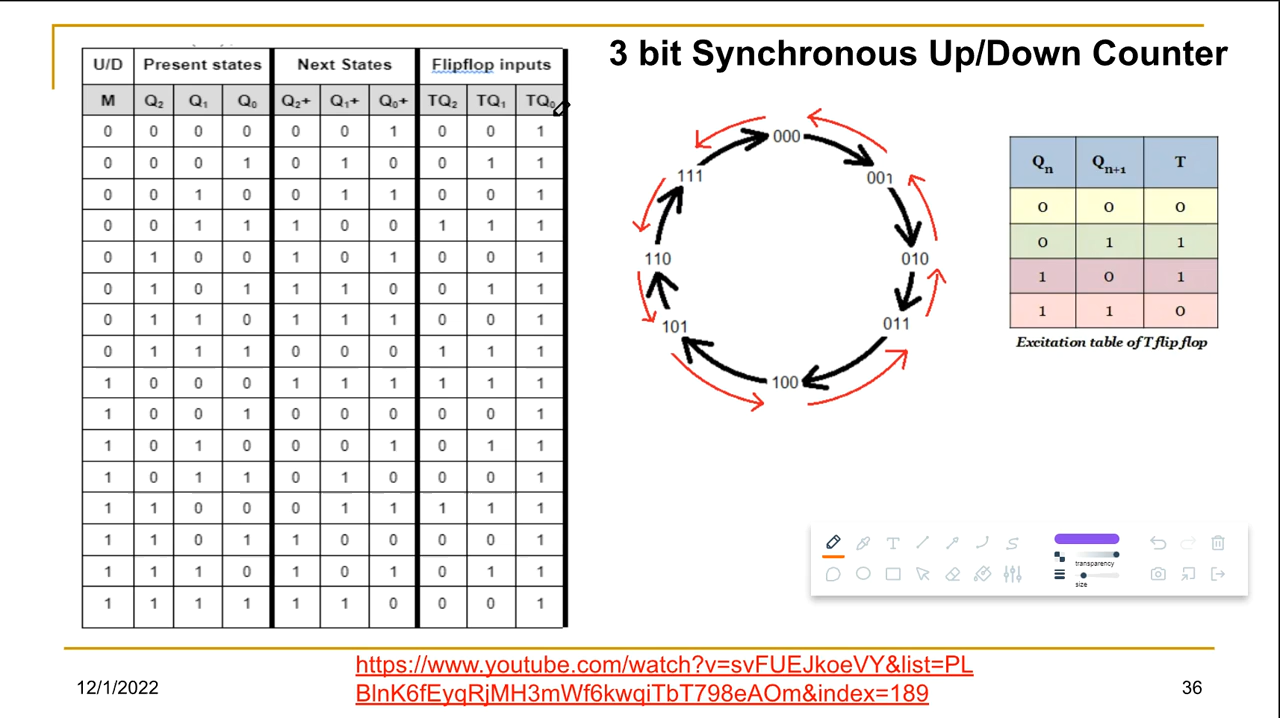 3 bit Synchronous Up/Down Counter
U/D Present states Next States Flipflop inputs
M Q₂ Q₁ Q₀ Q₂+ Q₁+ Q₀+ TQ₂ TQ₁ TQ₀
0 0 0 0 0 0 1 0 0 1
0 0 0 1 0 1 0 0 1 1
0 0 1 0 0 1 1 0 0 1
0 0 1 1 1 0 0 1 1 1
0 1 0 0 1 0 1 0 0 1
0 1 0 1 1 1 0 0 1 1
0 1 1 0 1 1 1 0 0 1
0 1 1 1 0 0 0 1 1 1
1 0 0 0 1 1 1 1 1 1
1 0 0 1 0 0 0 0 0 1
1 0 1 0 0 0 1 0 1 1
1 0 1 1 0 1 0 0 0 1
1 1 0 0 0 1 1 1 1 1
1 1 0 1 1 0 0 0 0 1
1 1 1 0 1 0 1 0 1 1
1 1 1 1 1 1 0 0 0 1
000
001
010
011
100
101
110
111
Qn Qn+1 T
0 0 0
0 1 1
1 0 1
1 1 0
Excitation table of T flip flop
T
S
transparency
size
https://www.youtube.com/watch?v=svFUEJkoeVY&list=PL
BlnK6fEyqRjMH3mWf6kwqiTbT798eAOm&index=189
12/1/2022
36